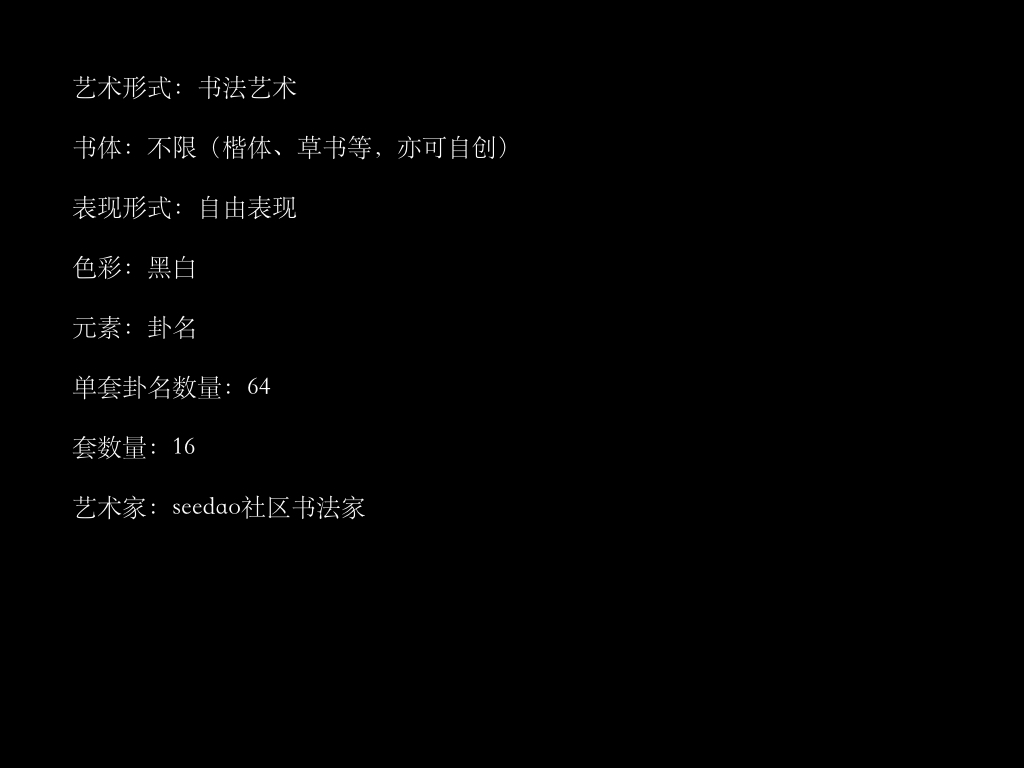 艺术形式：书法艺术
书体：不限（楷体、草书等，亦可自创）
表现形式：自由表现
色彩：黑白
元素：卦名
单套卦名数量：64
套数量：16
艺术家：seedao社区书法家